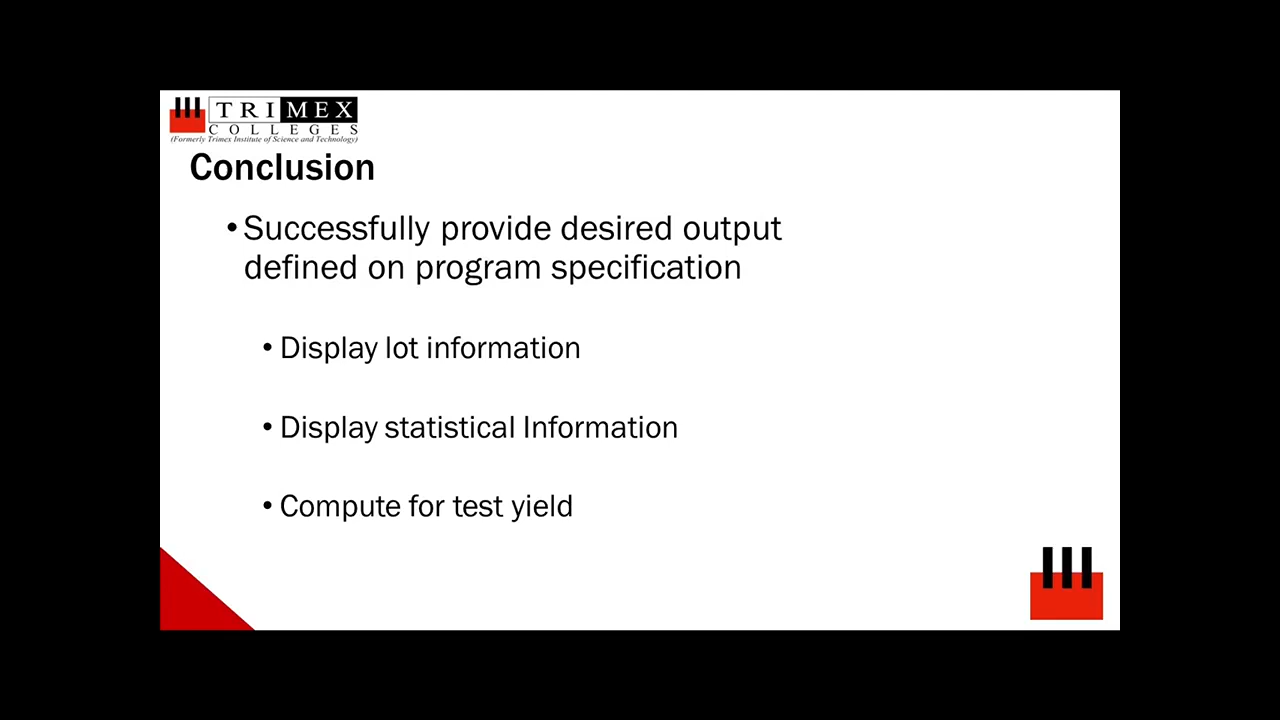 TRIMEX
COLLEGES
(Formerly Trimex Institute of Science and Technology)
Conclusion
• Successfully provide desired output
defined on program specification
• Display lot information
• Display statistical Information
• Compute for test yield